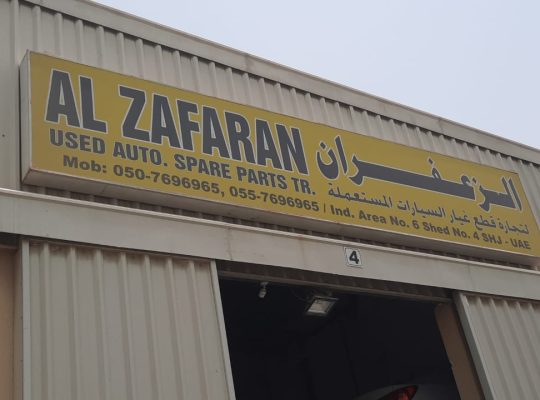 AL ZAFARAN الزعفران
USED AUTO. SPARE PARTS TR. لتجارة قطع غيار السيارات المستعملة
Mob: 050-7696965, 055-7696965 / Ind. Area No. 6 Shed No. 4 SHJ - UAE
4